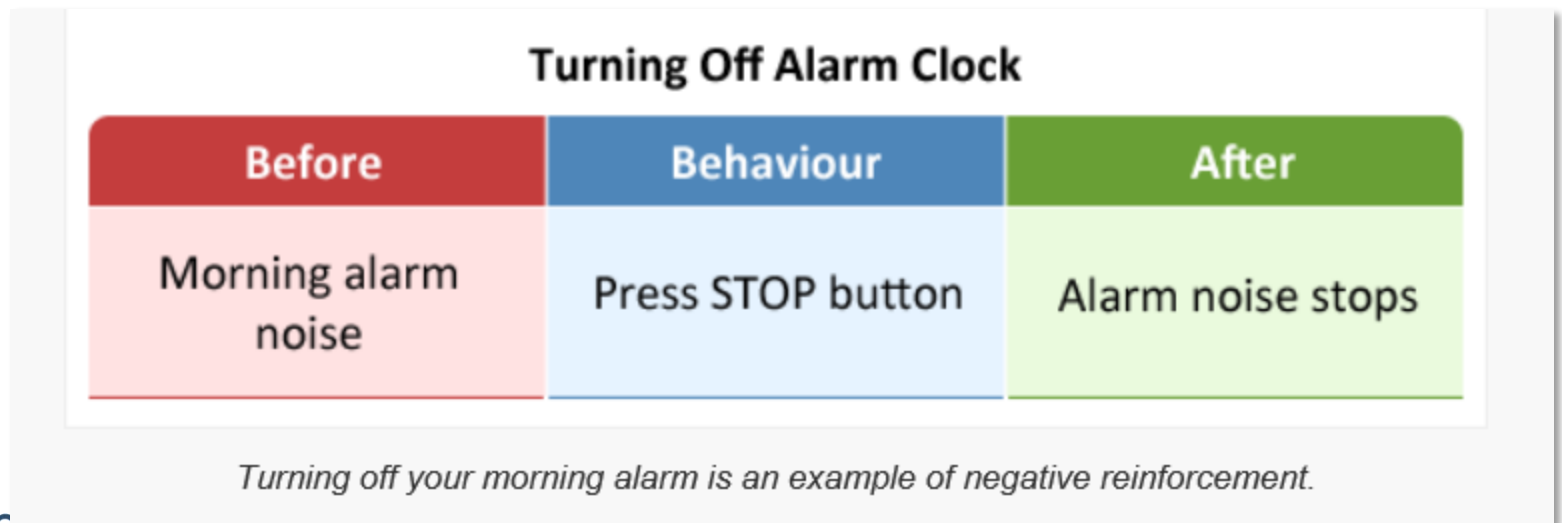 Turning Off Alarm Clock
Before
Behaviour
After
Morning alarm
noise
Press STOP button
Alarm noise stops
Turning off your morning alarm is an example of negative reinforcement.